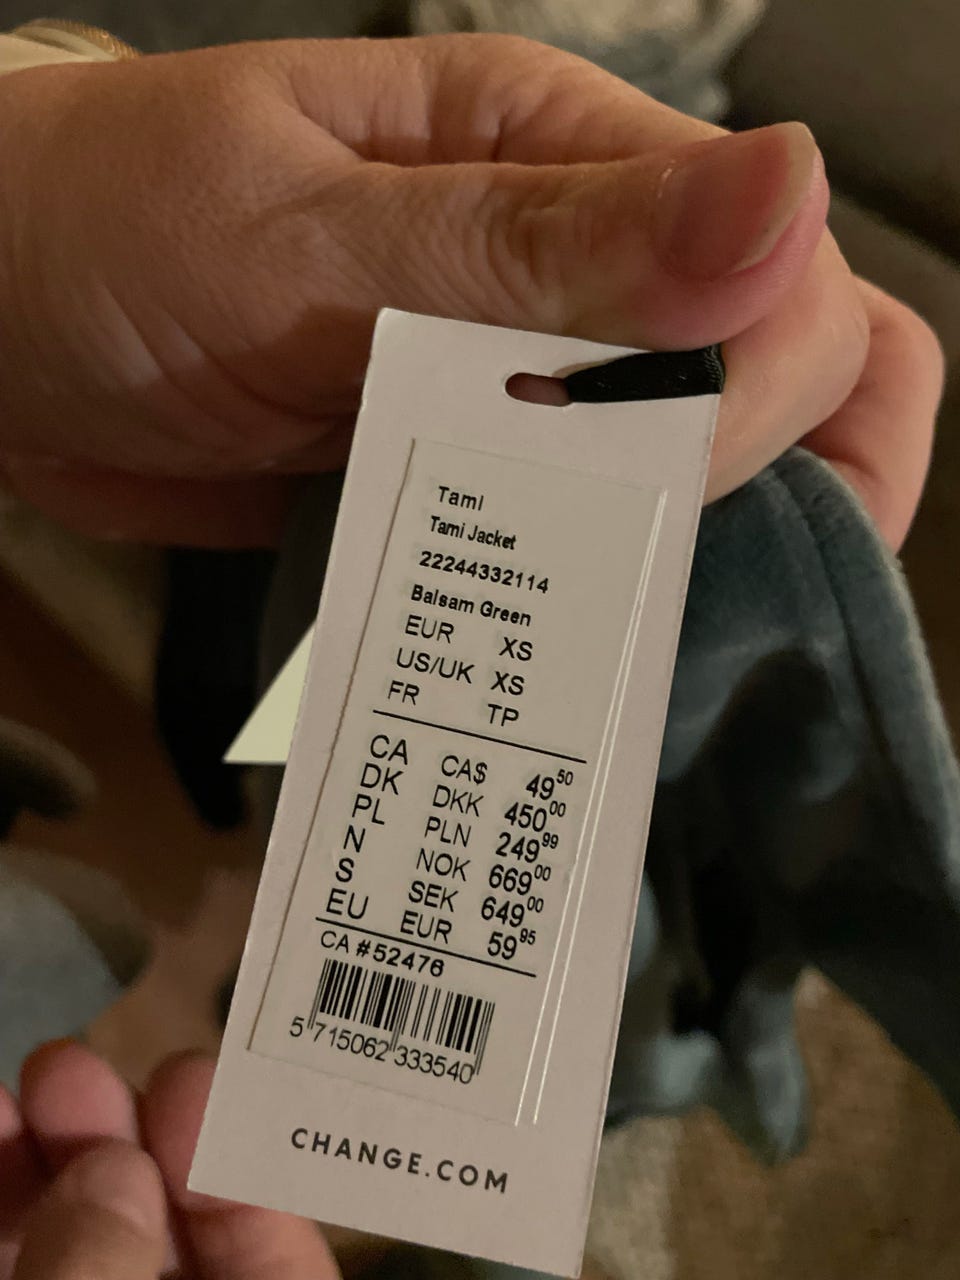 Tami
Tami Jacket
22244332114
Balsam Green
EUR XS
US/UK XS
FR TP
CA CA$ 49 50
DK DKK 450 00
PL PLN 249 99
N NOK 669 00
S SEK 649 00
EU EUR 59 95
CA #52476
5 715062 333540
CHANGE.COM